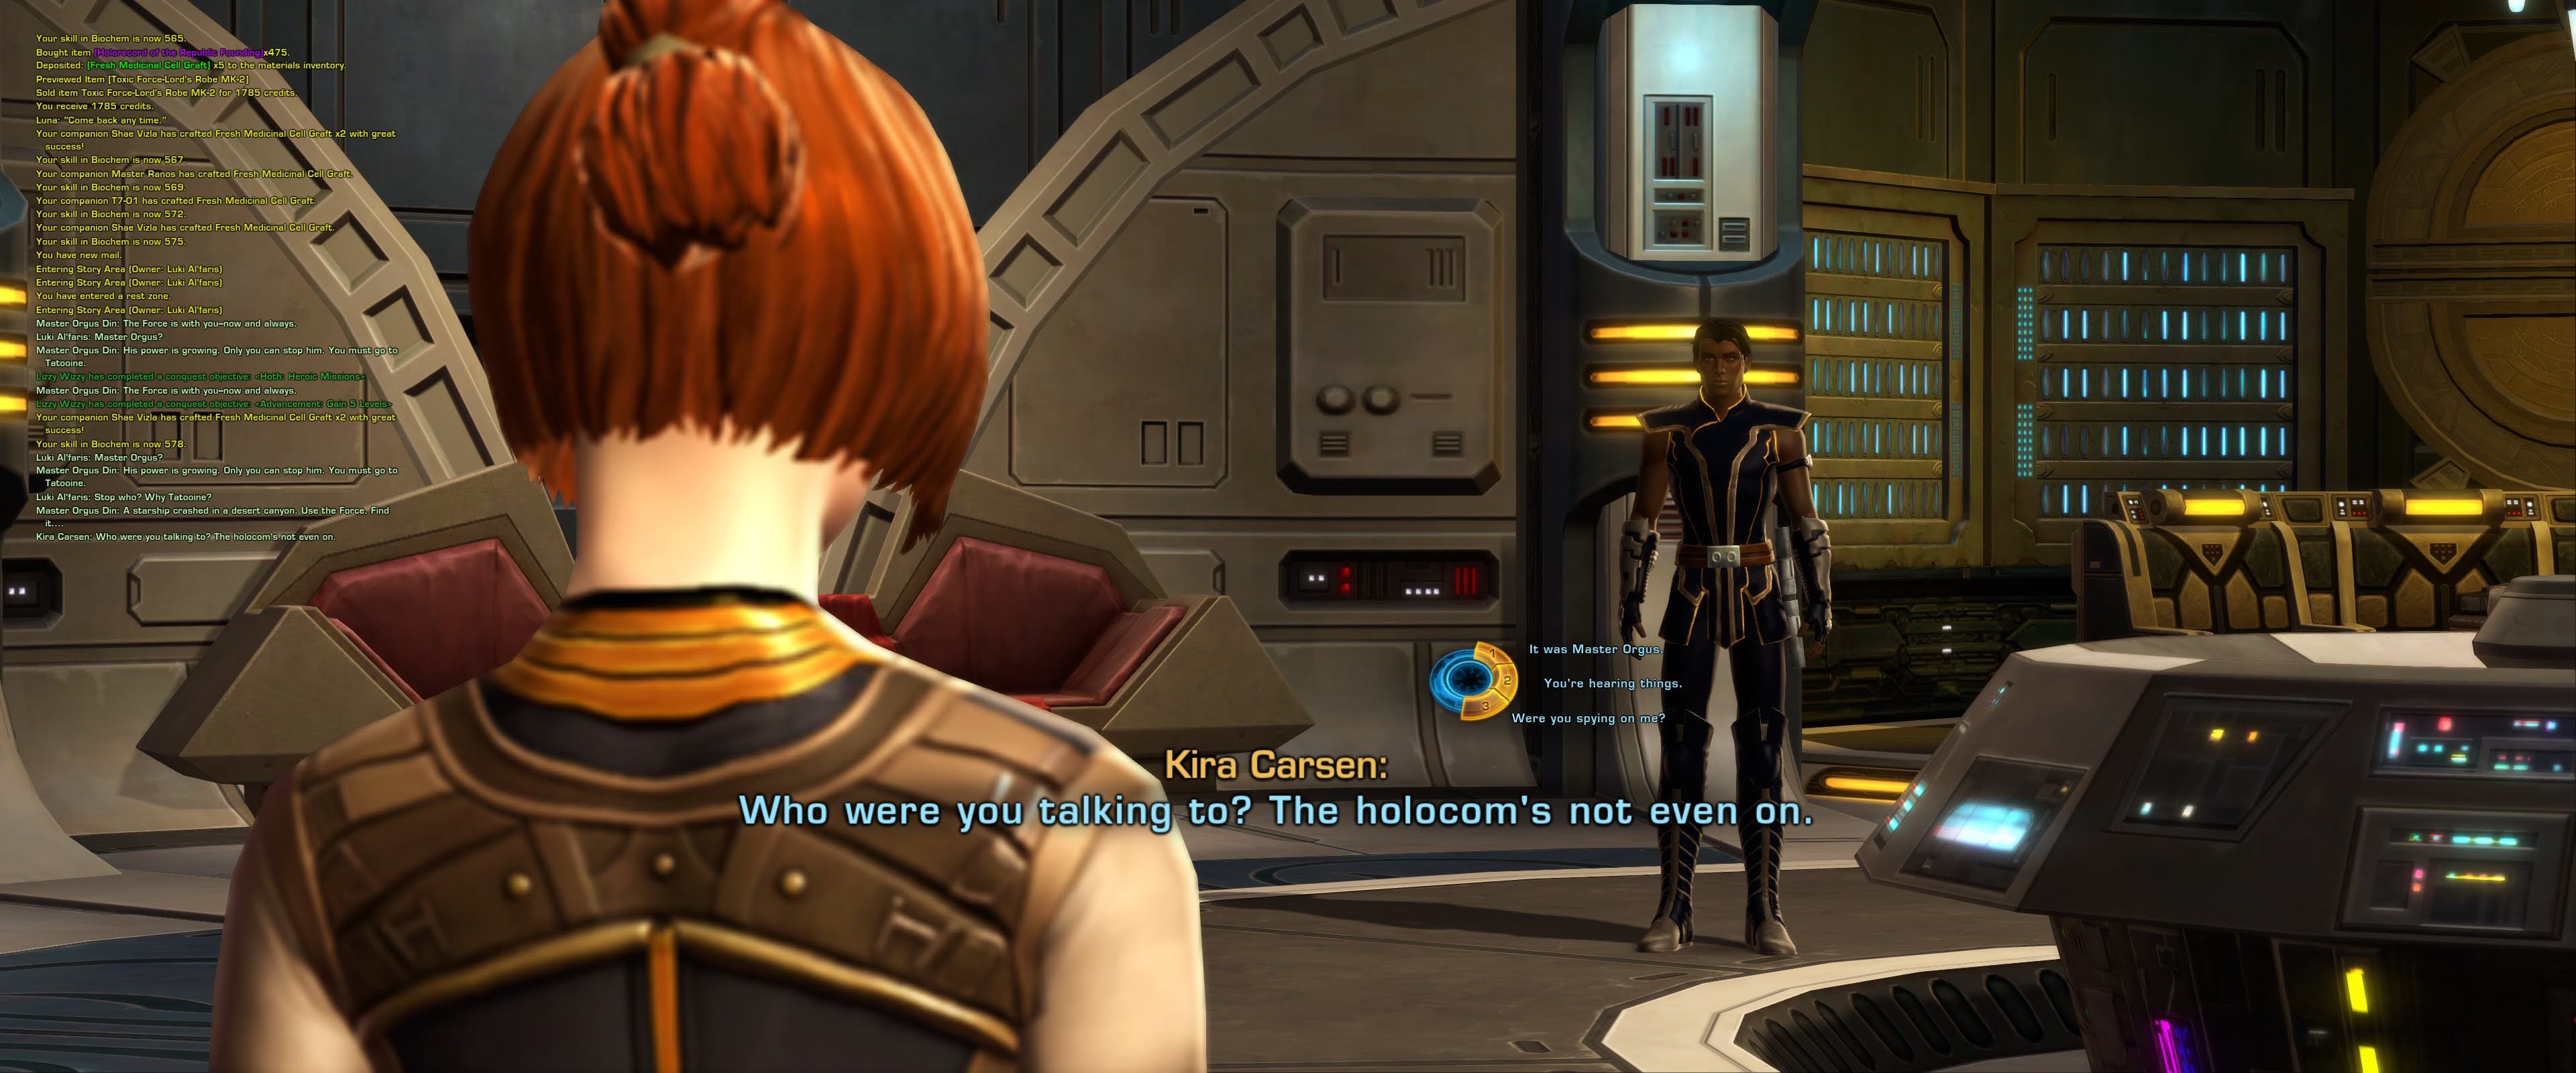 Your skill in Biochem is now 565.
Bought item [Holorecord of the Republic Founding]x475.
Deposited: [Fresh Medicinal Cell Graft] x5 to the materials inventory.
Previewed Item [Toxic Force-Lord's Robe MK-2]
Sold item Toxic Force-Lord's Robe MK-2 for 1785 credits.
You receive 1785 credits.
Luna: "Come back any time."
Your companion Shae Vizla has crafted Fresh Medicinal Cell Graft x2 with great
success!
Your skill in Biochem is now 567.
Your companion Master Ranos has crafted Fresh Medicinal Cell Graft.
Your skill in Biochem is now 569.
Your companion T7-O1 has crafted Fresh Medicinal Cell Graft.
Your skill in Biochem is now 572.
Your companion Shae Vizla has crafted Fresh Medicinal Cell Graft.
Your skill in Biochem is now 575.
You have new mail.
Entering Story Area (Owner: Luki Al'faris)
Entering Story Area (Owner: Luki Al'faris)
You have entered a rest zone.
Entering Story Area (Owner: Luki Al'faris)
Master Orgus Din: The Force is with you–now and always.
Luki Al'faris: Master Orgus?
Master Orgus Din: His power is growing. Only you can stop him. You must go to
Tatooine.
Lizzy Wizzy has completed a conquest objective: <Hoth: Heroic Missions>
Master Orgus Din: The Force is with you–now and always.
Lizzy Wizzy has completed a conquest objective: <Advancement: Gain 5 Levels>
Your companion Shae Vizla has crafted Fresh Medicinal Cell Graft x2 with great
success!
Your skill in Biochem is now 578.
Luki Al'faris: Master Orgus?
Master Orgus Din: His power is growing. Only you can stop him. You must go to
Tatooine.
Luki Al'faris: Stop who? Why Tatooine?
Master Orgus Din: A starship crashed in a desert canyon. Use the Force. Find
it....
Kira Carsen: Who were you talking to? The holocom's not even on.
1 It was Master Orgus.
2 You're hearing things.
3 Were you spying on me?
Kira Carsen:
Who were you talking to? The holocom's not even on.